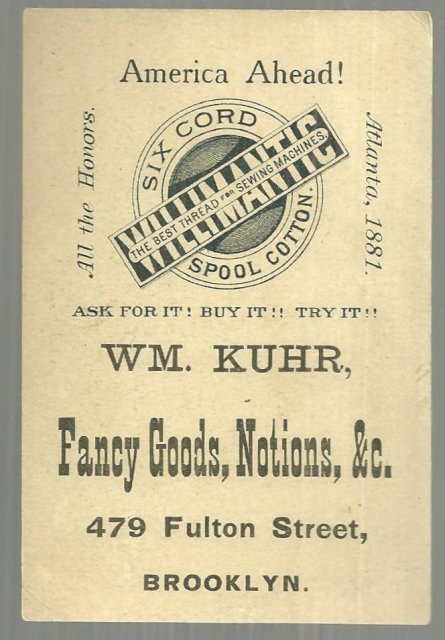 America Ahead!
All the Honors.
Atlanta, 1881.
SIX CORD
WILLIMANTIC
THE BEST THREAD FOR SEWING MACHINES.
SPOOL COTTON.
ASK FOR IT! BUY IT!! TRY IT!!
WM. KUHR,
Fancy Goods, Notions, &c.
479 Fulton Street,
BROOKLYN.